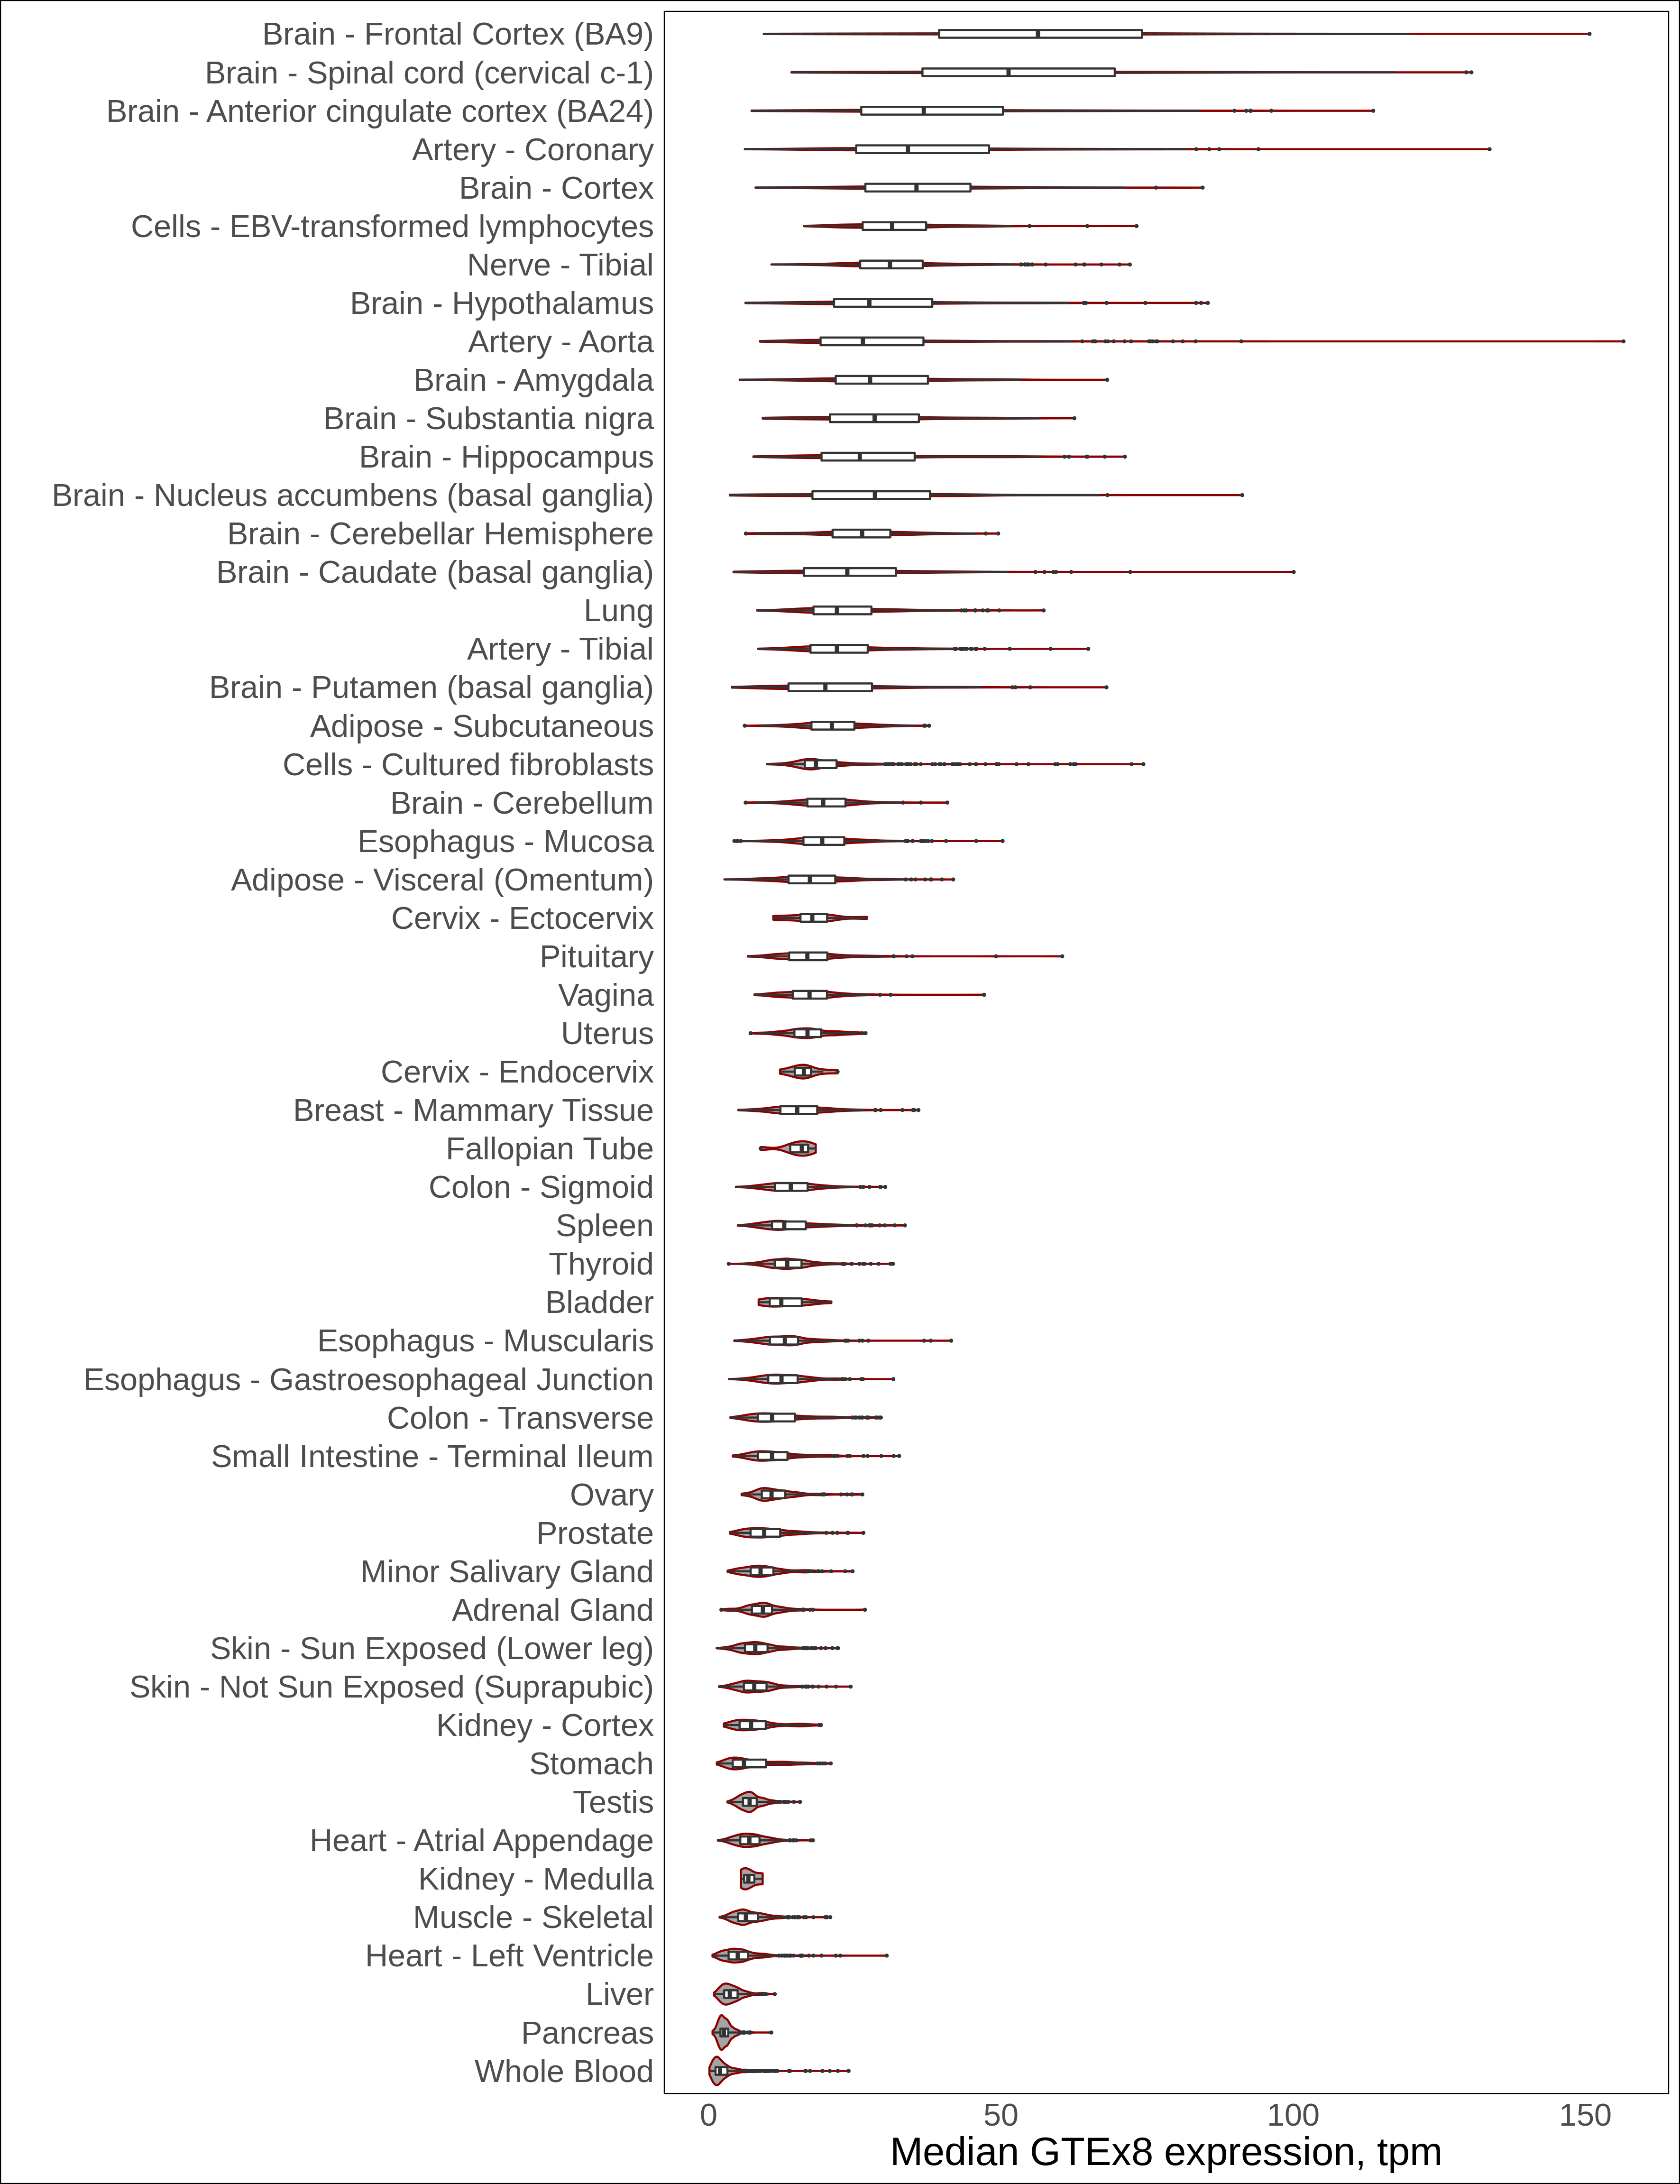 Brain - Frontal Cortex (BA9)
Brain - Spinal cord (cervical c-1)
Brain - Anterior cingulate cortex (BA24)
Artery - Coronary
Brain - Cortex
Cells - EBV-transformed lymphocytes
Nerve - Tibial
Brain - Hypothalamus
Artery - Aorta
Brain - Amygdala
Brain - Substantia nigra
Brain - Hippocampus
Brain - Nucleus accumbens (basal ganglia)
Brain - Cerebellar Hemisphere
Brain - Caudate (basal ganglia)
Lung
Artery - Tibial
Brain - Putamen (basal ganglia)
Adipose - Subcutaneous
Cells - Cultured fibroblasts
Brain - Cerebellum
Esophagus - Mucosa
Adipose - Visceral (Omentum)
Cervix - Ectocervix
Pituitary
Vagina
Uterus
Cervix - Endocervix
Breast - Mammary Tissue
Fallopian Tube
Colon - Sigmoid
Spleen
Thyroid
Bladder
Esophagus - Muscularis
Esophagus - Gastroesophageal Junction
Colon - Transverse
Small Intestine - Terminal Ileum
Ovary
Prostate
Minor Salivary Gland
Adrenal Gland
Skin - Sun Exposed (Lower leg)
Skin - Not Sun Exposed (Suprapubic)
Kidney - Cortex
Stomach
Testis
Heart - Atrial Appendage
Kidney - Medulla
Muscle - Skeletal
Heart - Left Ventricle
Liver
Pancreas
Whole Blood
0 50 100 150
Median GTEx8 expression, tpm